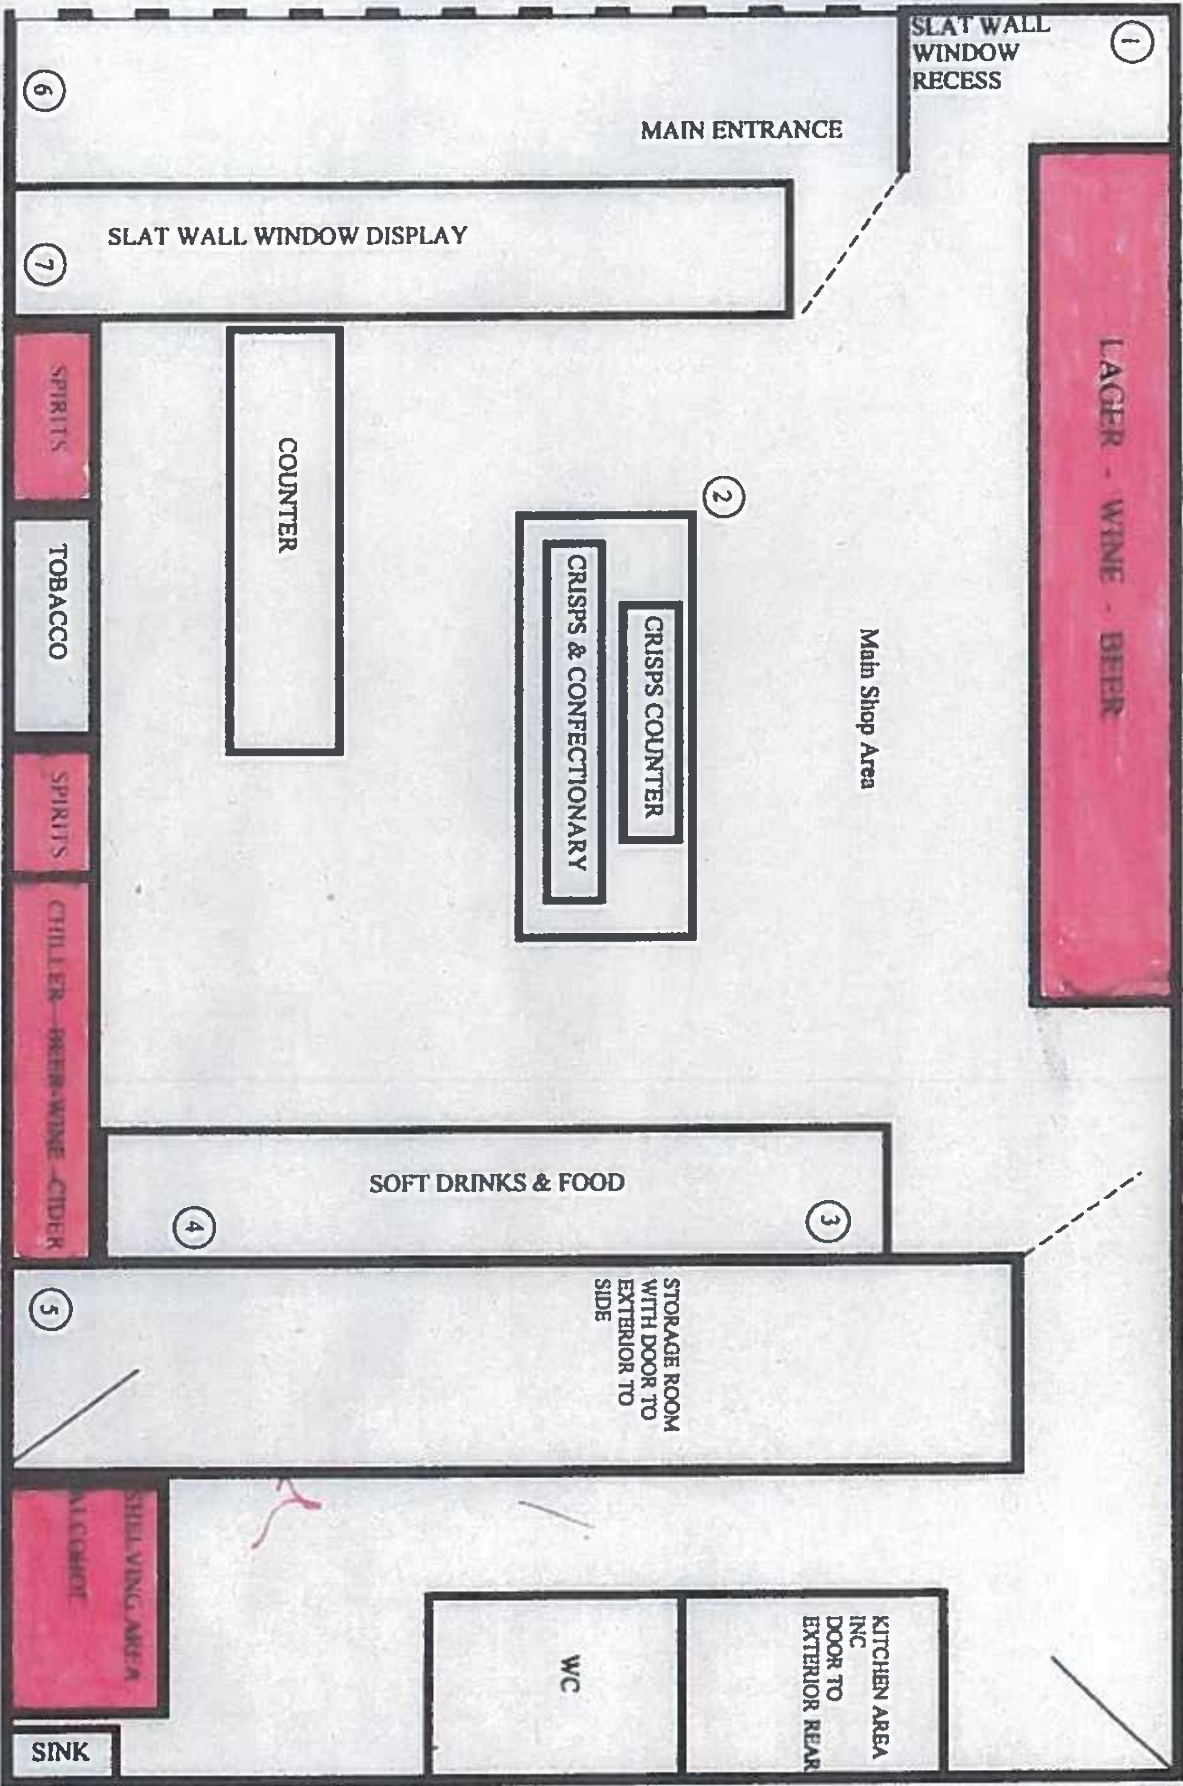 SLAT WALL
WINDOW
RECESS
1
6
MAIN ENTRANCE
SLAT WALL WINDOW DISPLAY
7
LAGER - WINE - BEER
SPIRITS
COUNTER
2
CRISPS COUNTER
CRISPS & CONFECTIONARY
Main Shop Area
TOBACCO
SPIRITS
CHILLER - BEER-WINE-CIDER
SOFT DRINKS & FOOD
3
4
5
STORAGE ROOM
WITH DOOR TO
EXTERIOR TO
SIDE
SHELVING AREA
ALCOHOL
KITCHEN AREA
INC
DOOR TO
EXTERIOR REAR
WC
SINK